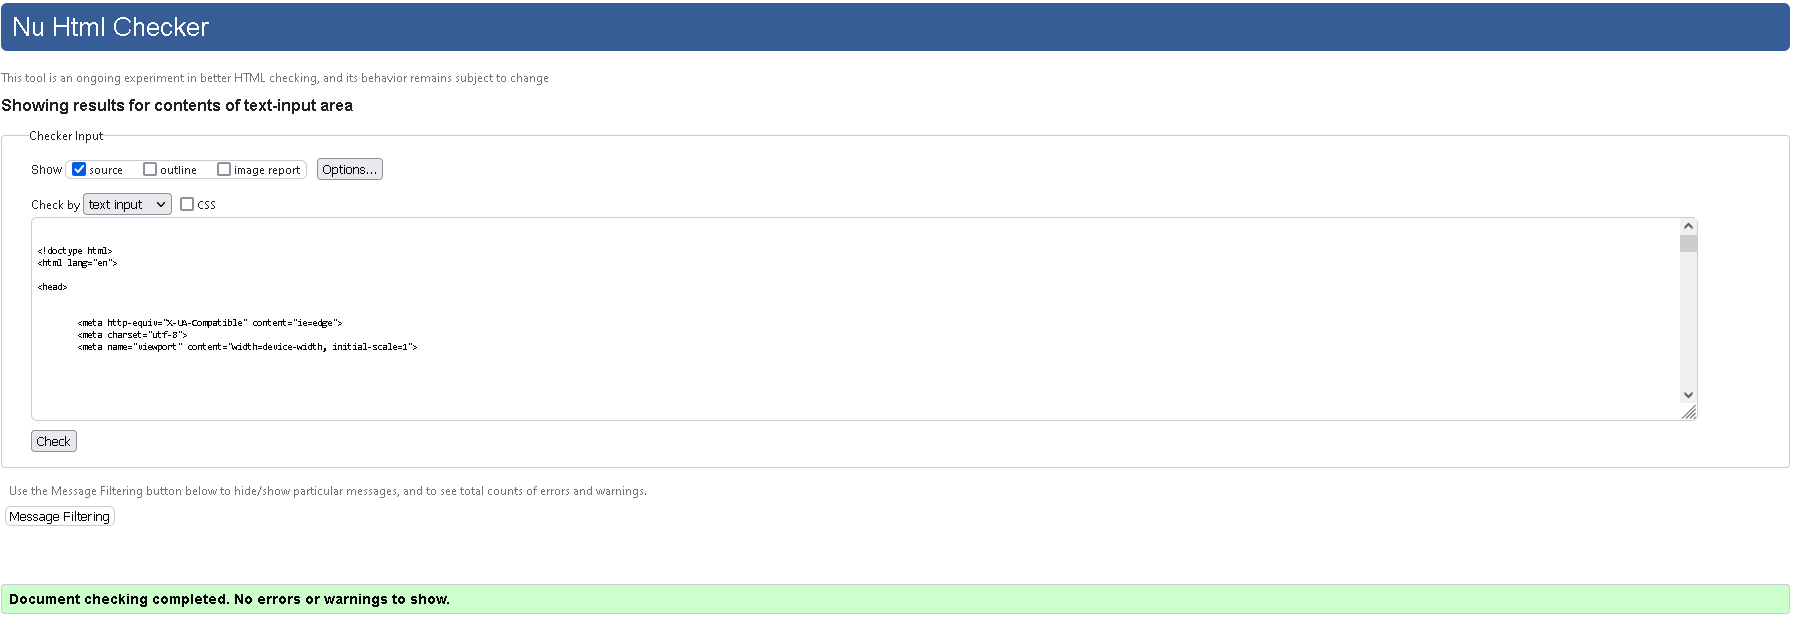 Nu Html Checker
This tool is an ongoing experiment in better HTML checking, and its behavior remains subject to change
Showing results for contents of text-input area
Checker Input
Show source outline image report Options...
Check by text input CSS
<!doctype html>
<html lang="en">
<head>
<meta http-equiv="X-UA-Compatible" content="ie=edge">
<meta charset="utf-8">
<meta name="viewport" content="width=device-width, initial-scale=1">
Check
Use the Message Filtering button below to hide/show particular messages, and to see total counts of errors and warnings.
Message Filtering
Document checking completed. No errors or warnings to show.